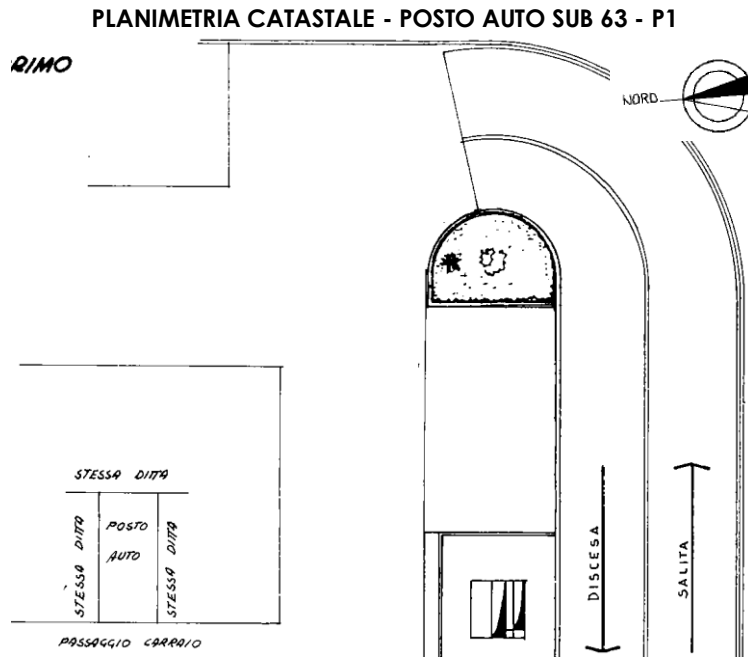 PLANIMETRIA CATASTALE - POSTO AUTO SUB 63 - P1
RIMO
NORD
STESSA DITTA
STESSA DITTA
POSTO
AUTO
STESSA DITTA
PASSAGGIO CARRAIO
DISCESA
SALITA